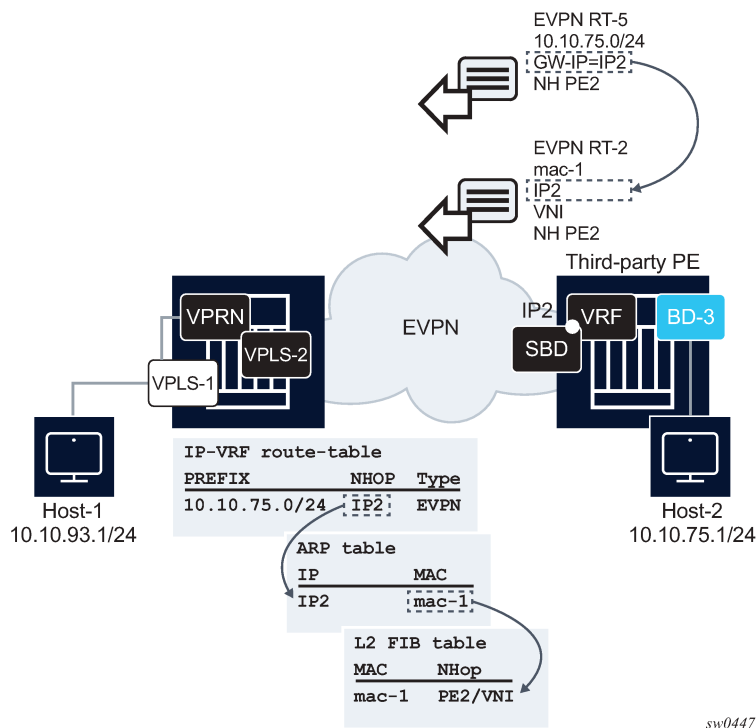 EVPN RT-5
10.10.75.0/24
GW-IP=IP2
NH PE2
EVPN RT-2
mac-1
IP2
VNI
NH PE2
Third-party PE
VPRN
VPLS-2
VPLS-1
EVPN
IP2
VRF
BD-3
SBD
Host-1
10.10.93.1/24
Host-2
10.10.75.1/24
IP-VRF route-table
PREFIX NHOP Type
10.10.75.0/24 IP2 EVPN
ARP table
IP MAC
IP2 mac-1
L2 FIB table
MAC NHop
mac-1 PE2/VNI
sw0447